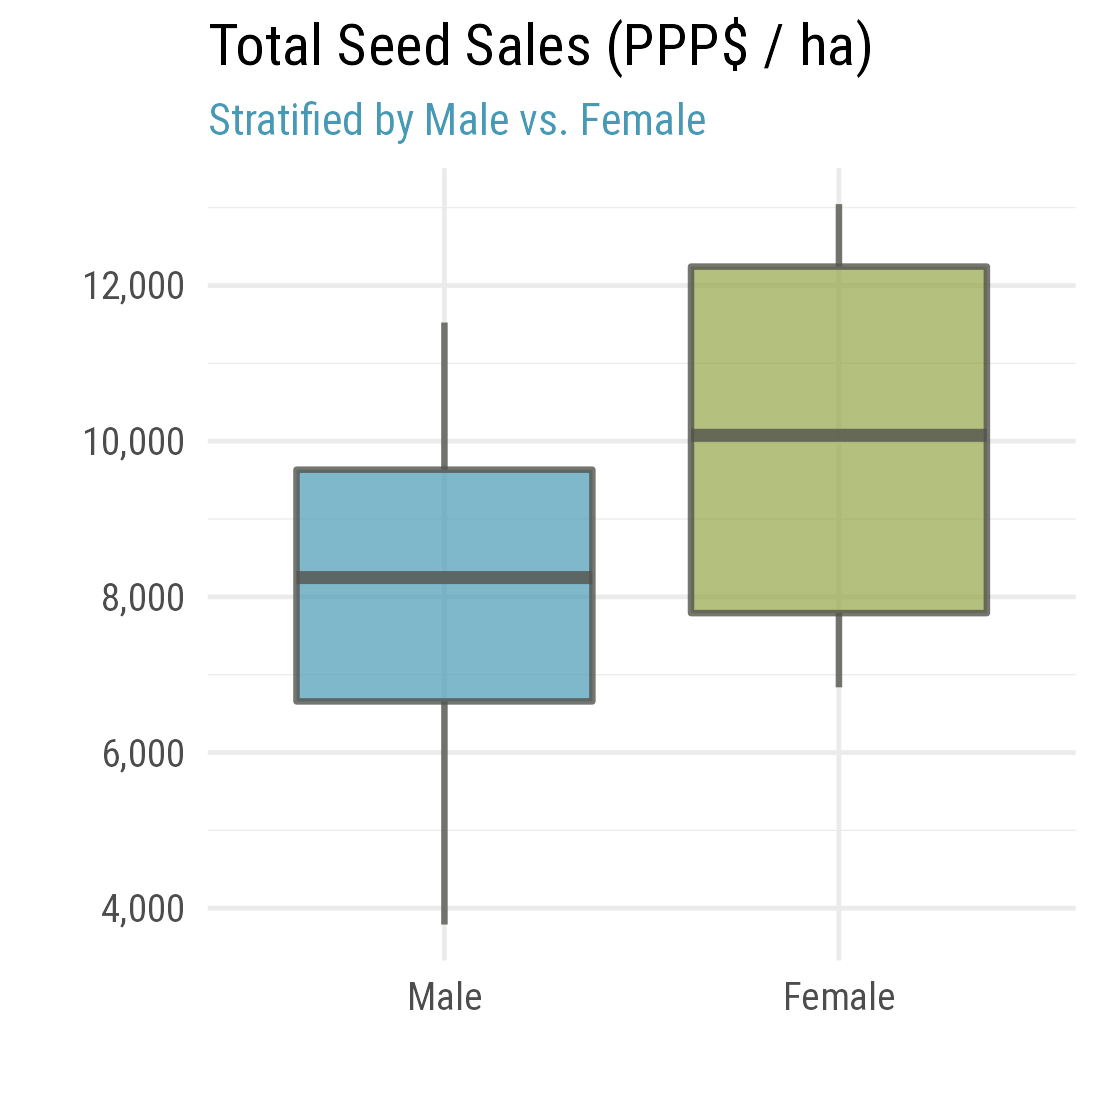 Total Seed Sales (PPP$ / ha)
Stratified by Male vs. Female
12,000
10,000
8,000
6,000
4,000
Male
Female